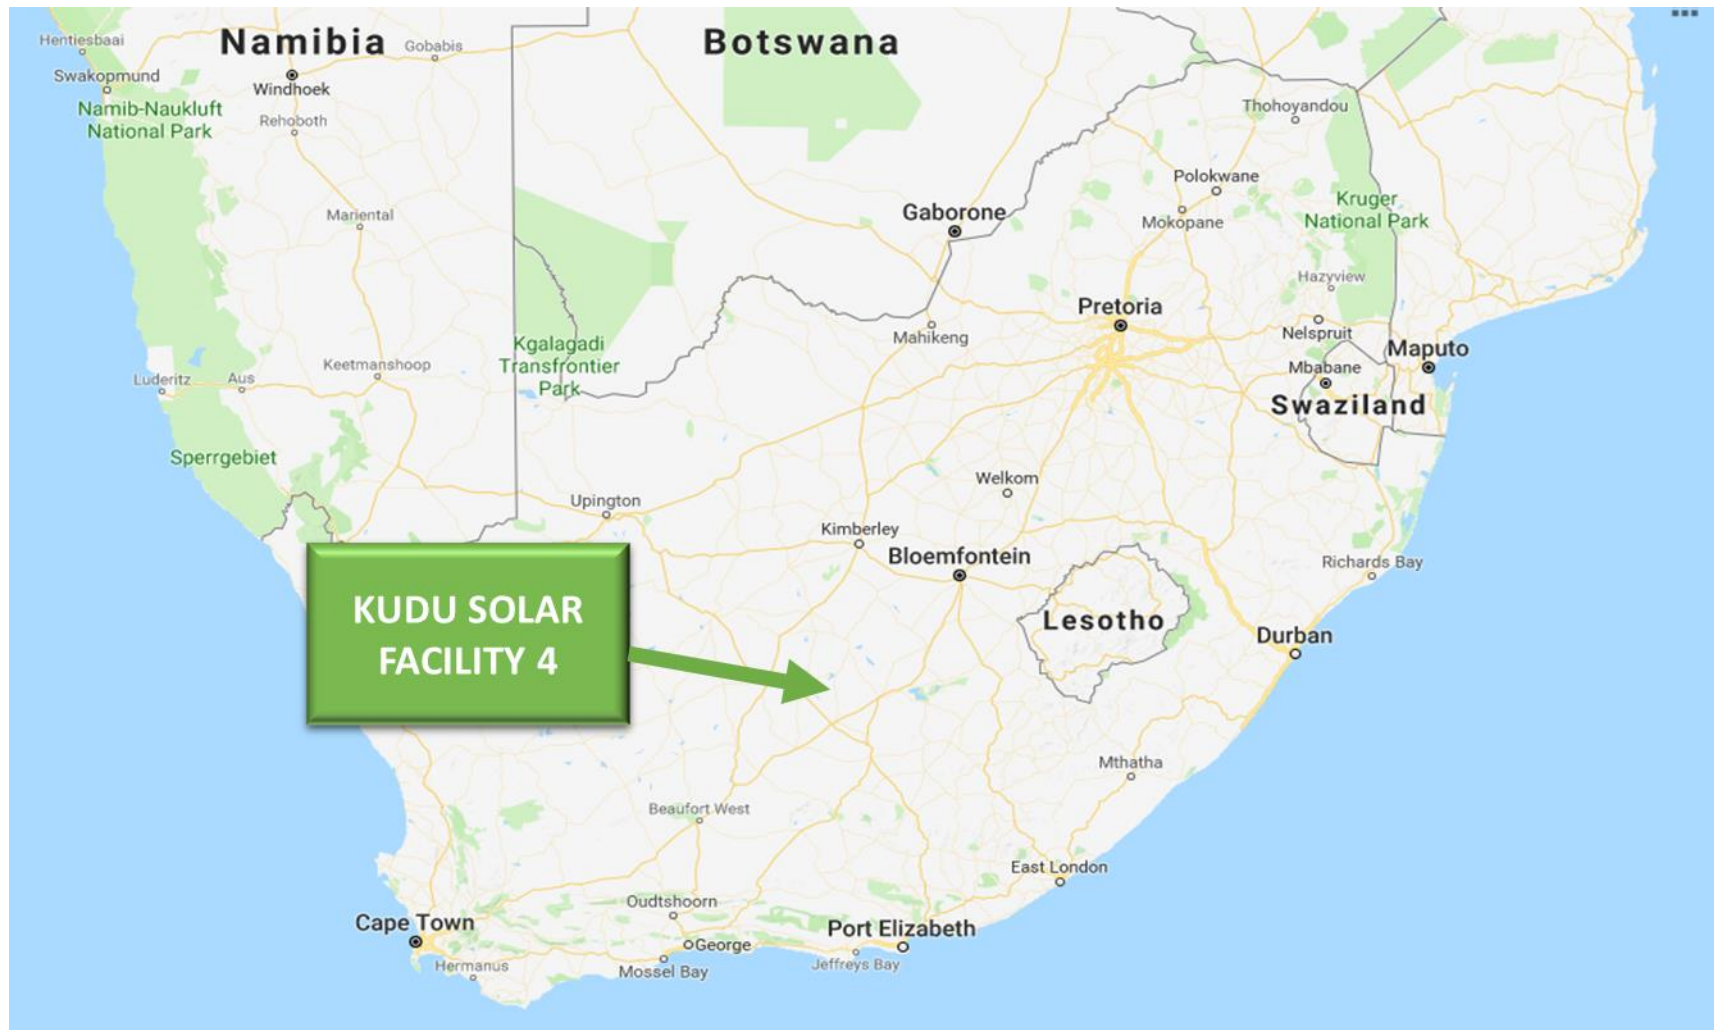 Hentiesbaai
Namibia
Gobabis
Botswana
Swakopmund
Windhoek
Namib-Naukluft
National Park
Rehoboth
Thohoyandou
Polokwane
Mokopane
Kruger
National Park
Mariental
Gaborone
Hazyview
Pretoria
Mahikeng
Nelspruit
Maputo
Mbabane
Swaziland
Kgalagadi
Transfrontier
Park
Keetmanshoop
Luderitz
Aus
Sperrgebiet
Upington
Welkom
Kimberley
Bloemfontein
Richards Bay
KUDU SOLAR
FACILITY 4
Lesotho
Durban
Mthatha
Beaufort West
East London
Oudtshoorn
Cape Town
Port Elizabeth
George
Hermanus
Mossel Bay
Jeffreys Bay